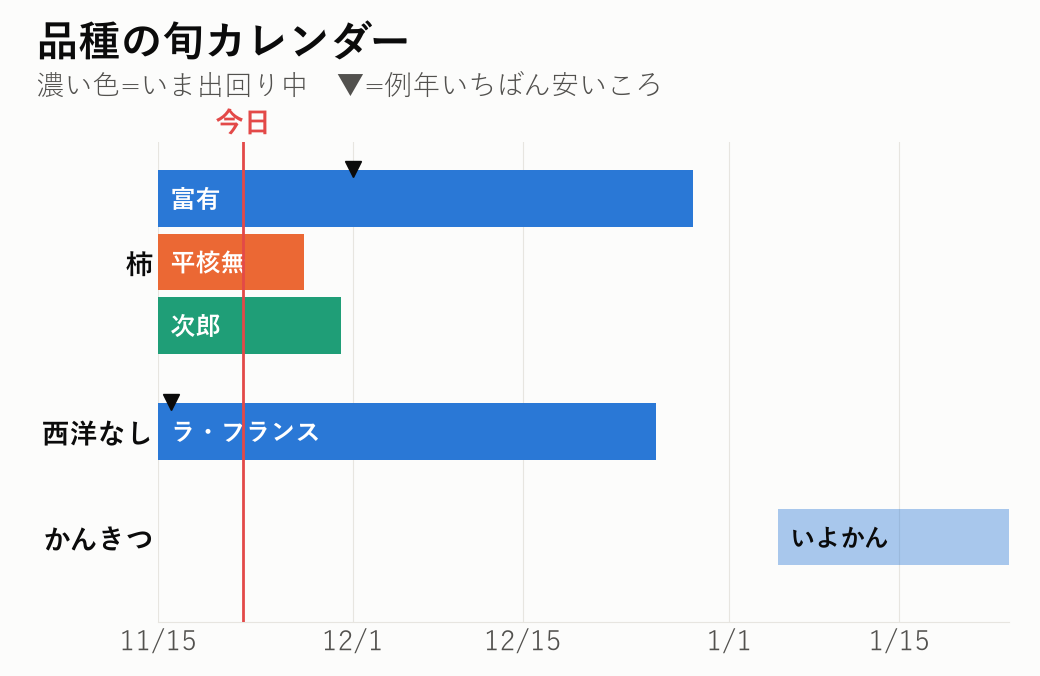 品種の旬カレンダー
濃い色=いま出回り中　▼=例年いちばん安いころ
今日
富有
柿
平核無
次郎
西洋なし
ラ・フランス
かんきつ
いよかん
11/15
12/1
12/15
1/1
1/15